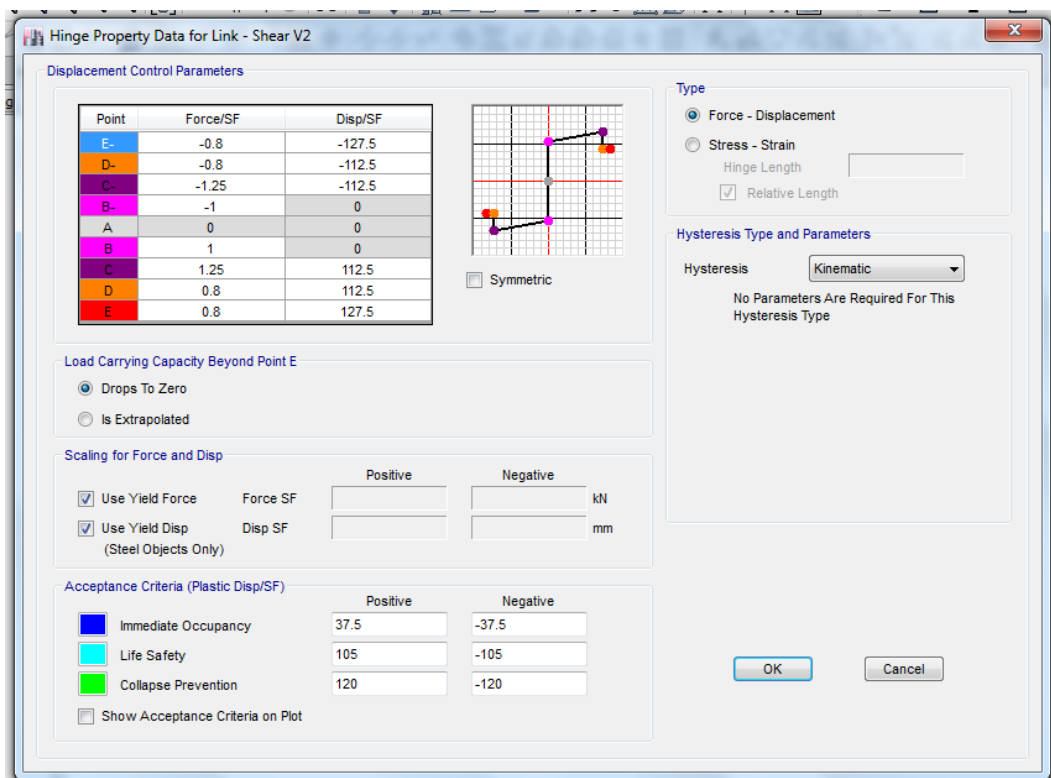 Hinge Property Data for Link - Shear V2
Displacement Control Parameters
Point Force/SF Disp/SF
E- -0.8 -127.5
D- -0.8 -112.5
C- -1.25 -112.5
B- -1 0
A 0 0
B 1 0
C 1.25 112.5
D 0.8 112.5
E 0.8 127.5
Symmetric
Load Carrying Capacity Beyond Point E
Drops To Zero
Is Extrapolated
Scaling for Force and Disp
Positive Negative
Use Yield Force Force SF kN
Use Yield Disp Disp SF mm
(Steel Objects Only)
Acceptance Criteria (Plastic Disp/SF)
Positive Negative
Immediate Occupancy 37.5 -37.5
Life Safety 105 -105
Collapse Prevention 120 -120
Show Acceptance Criteria on Plot
Type
Force - Displacement
Stress - Strain
Hinge Length
Relative Length
Hysteresis Type and Parameters
Hysteresis Kinematic
No Parameters Are Required For This
Hysteresis Type
OK Cancel